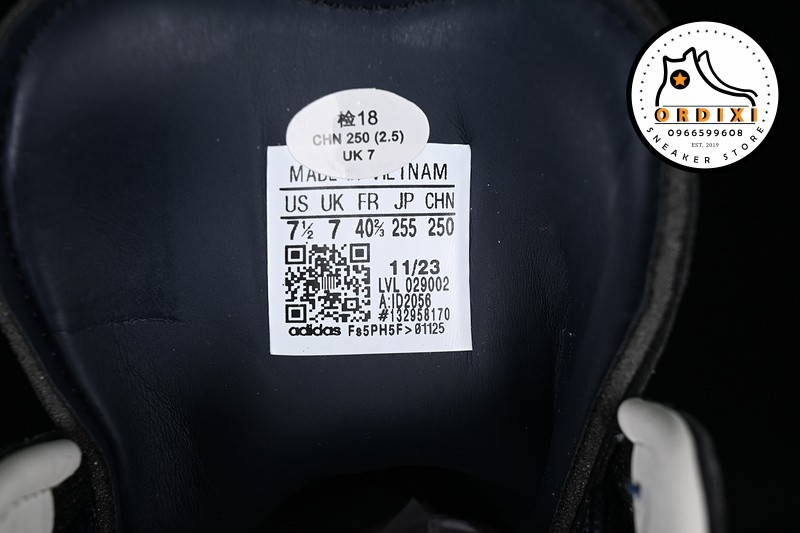 检18
CHN 250 (2.5)
UK 7
MADE IN VIETNAM
US UK FR JP CHN
7½ 7 40⅔ 255 250
11/23
LVL 029002
A:ID2056
#132958170
adidas Fs5PH5F>01125
ORDIXI
0966599608
EST. 2019
SNEAKER STORE